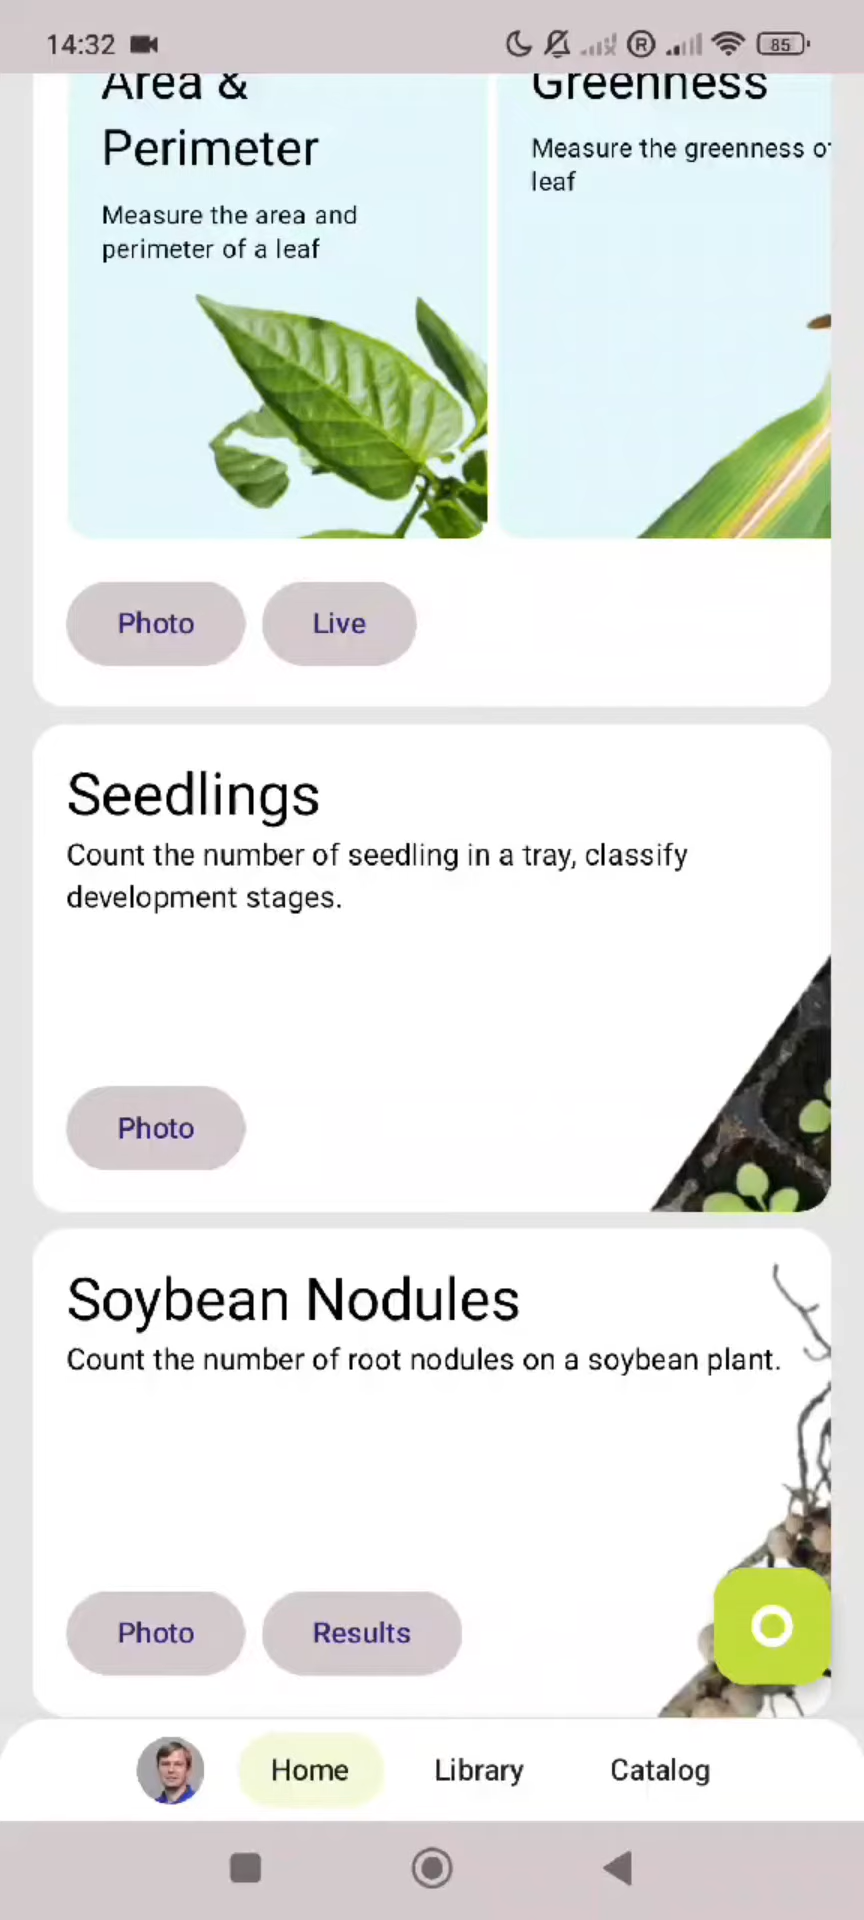 14:32
85
Area &
Perimeter
Measure the area and
perimeter of a leaf
Greenness
Measure the greenness of
leaf
Photo
Live
Seedlings
Count the number of seedling in a tray, classify
development stages.
Photo
Soybean Nodules
Count the number of root nodules on a soybean plant.
Photo
Results
Home
Library
Catalog